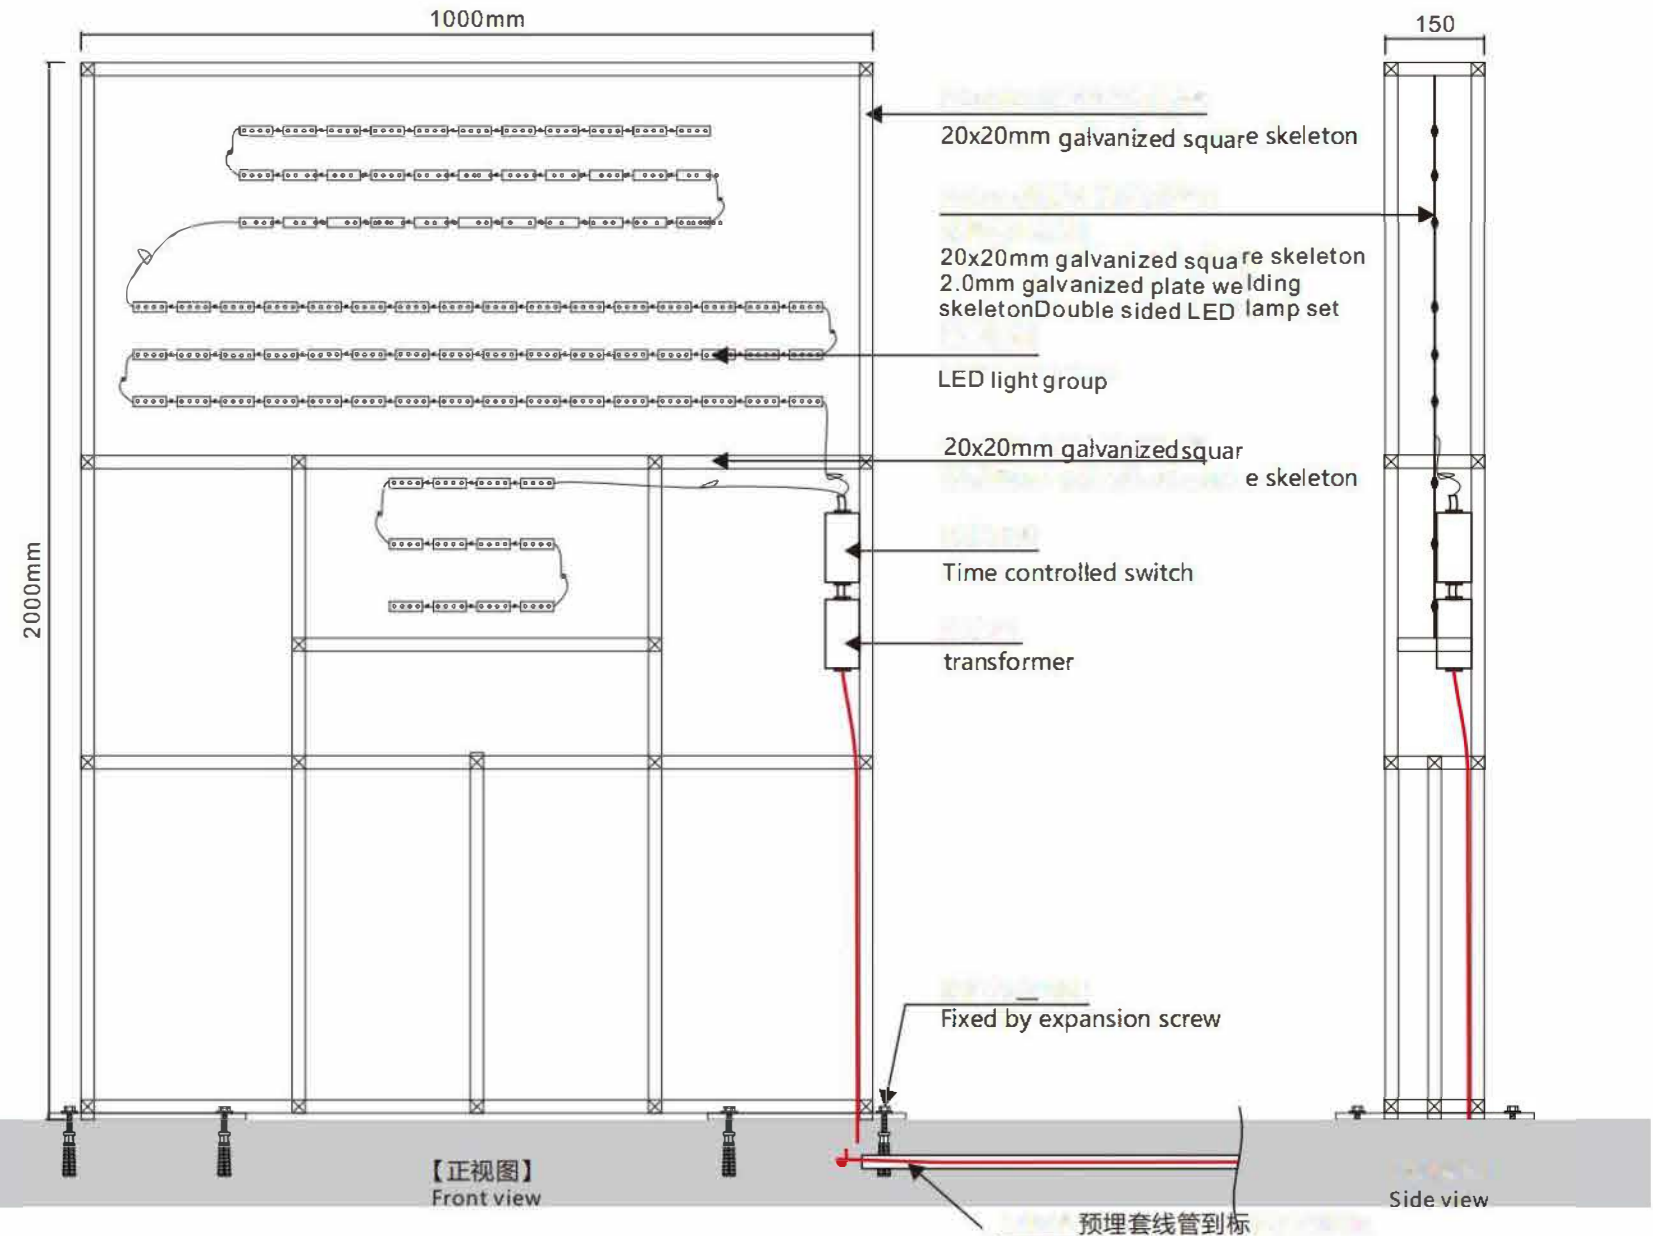 1000mm
150
20x20mm galvanized square skeleton
20x20mm galvanized square skeleton
2.0mm galvanized plate welding
skeletonDouble sided LED lamp set
LED light group
20x20mm galvanized squar
e skeleton
2000mm
Time controlled switch
transformer
Fixed by expansion screw
【正视图】
Front view
Side view
预埋套线管到标